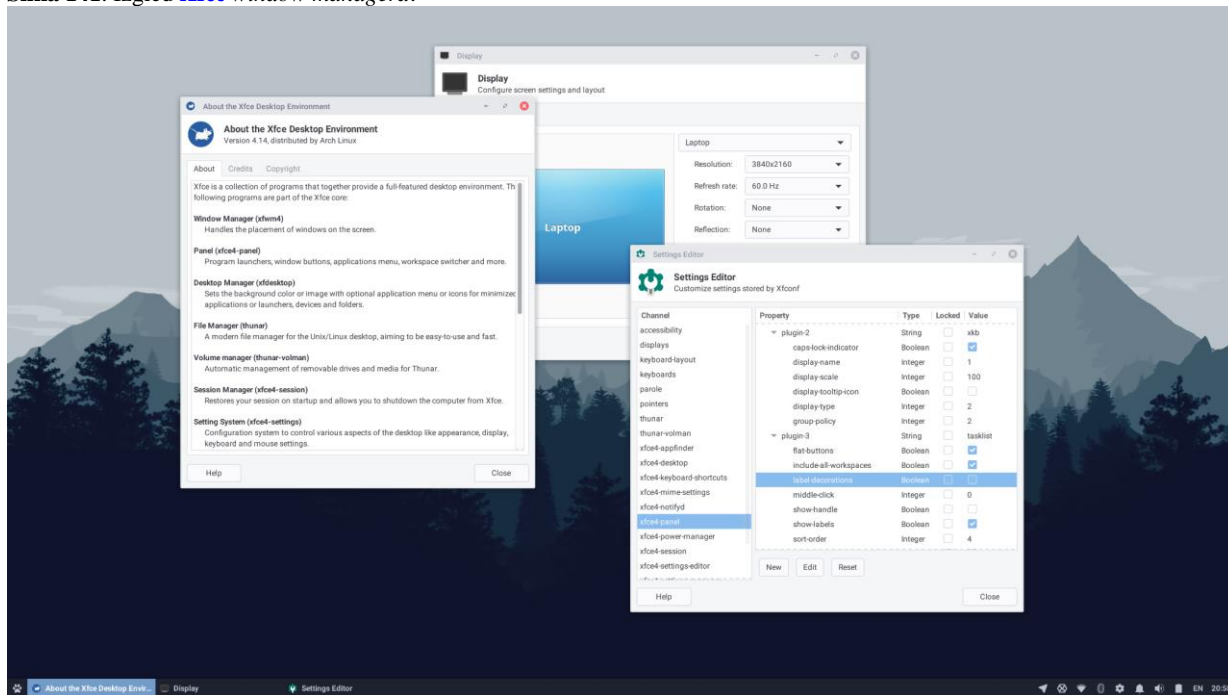 Display
Display
Configure screen settings and layout
About the Xfce Desktop Environment
About the Xfce Desktop Environment
Version 4.14, distributed by Arch Linux
About Credits Copyright
Xfce is a collection of programs that together provide a full-featured desktop environment. Th
following programs are part of the Xfce core:
Window Manager (xfwm4)
Handles the placement of windows on the screen.
Panel (xfce4-panel)
Program launchers, window buttons, applications menu, workspace switcher and more.
Desktop Manager (xfdesktop)
Sets the background color or image with optional application menu or icons for minimized
applications or launchers, devices and folders.
File Manager (thunar)
A modern file manager for the Unix/Linux desktop, aiming to be easy-to-use and fast.
Volume manager (thunar-volman)
Automatic management of removable drives and media for Thunar.
Session Manager (xfce4-session)
Restores your session on startup and allows you to shutdown the computer from Xfce.
Setting System (xfce4-settings)
Configuration system to control various aspects of the desktop like appearance, display,
keyboard and mouse settings.
Help Close
Laptop
Laptop
Resolution: 3840x2160
Refresh rate: 60.0 Hz
Rotation: None
Reflection: None
Settings Editor
Settings Editor
Customize settings stored by Xfconf
Channel
accessibility
displays
keyboard-layout
keyboards
parole
pointers
thunar
thunar-volman
xfce4-appfinder
xfce4-desktop
xfce4-keyboard-shortcuts
xfce4-mime-settings
xfce4-notifyd
xfce4-panel
xfce4-power-manager
xfce4-session
xfce4-settings-editor
Property Type Locked Value
plugin-2 String xkb
caps-lock-indicator Boolean
display-name Integer 1
display-scale Integer 100
display-tooltip-icon Boolean
display-type Integer 2
group-policy Integer 2
plugin-3 String tasklist
flat-buttons Boolean
include-all-workspaces Boolean
label-decorations Boolean
middle-click Integer 0
show-handle Boolean
show-labels Boolean
sort-order Integer 4
New Edit Reset
Help Close
About the Xfce Desktop Envir... Display Settings Editor EN